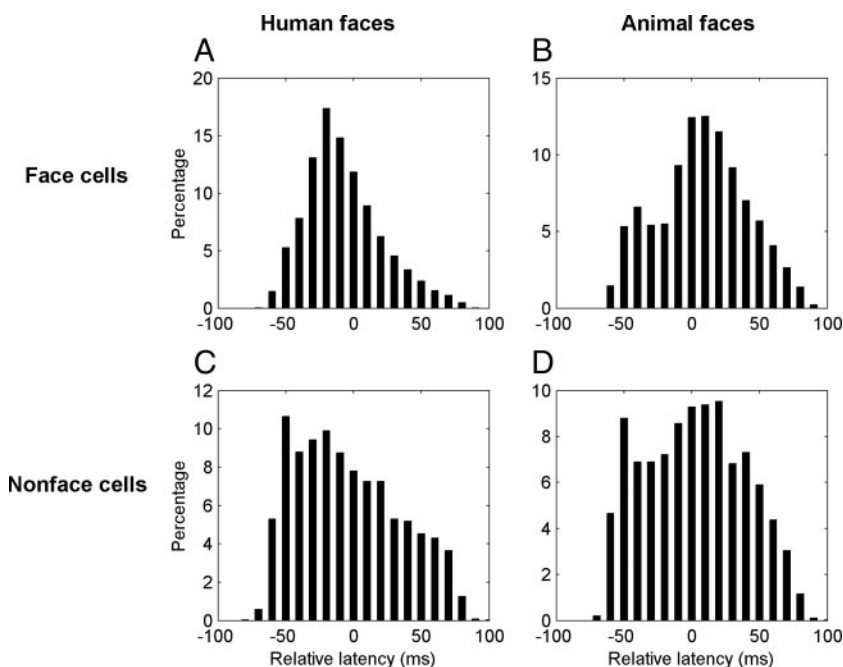 Human faces
Animal faces
A
B
Face cells
Percentage
20
15
10
5
0
-100 -50 0 50 100
15
10
5
0
-100 -50 0 50 100
C
D
Nonface cells
Percentage
12
10
8
6
4
2
0
-100 -50 0 50 100
Relative latency (ms)
10
8
6
4
2
0
-100 -50 0 50 100
Relative latency (ms)